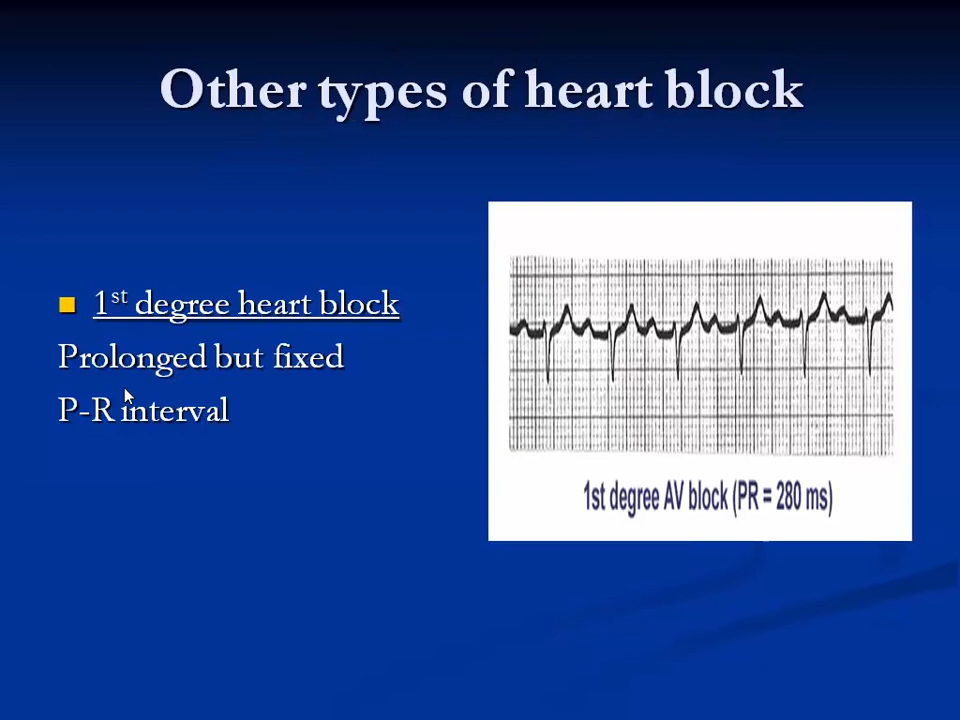 Other types of heart block
1st degree heart block
Prolonged but fixed
P-R interval
1st degree AV block (PR = 280 ms)